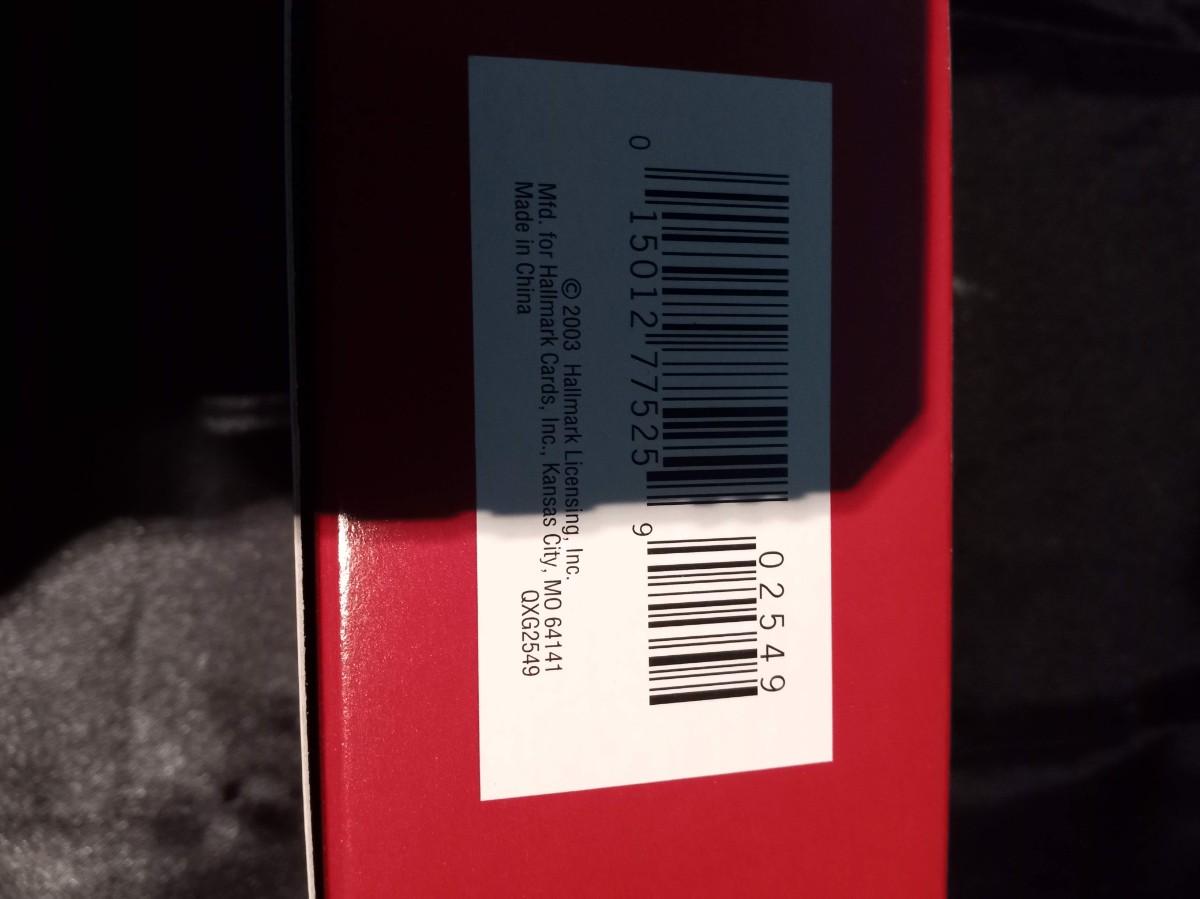 02549
0 15012 77525 9
© 2003 Hallmark Licensing, Inc.
Mfd. for Hallmark Cards, Inc., Kansas City, MO 64141
Made in China QXG2549